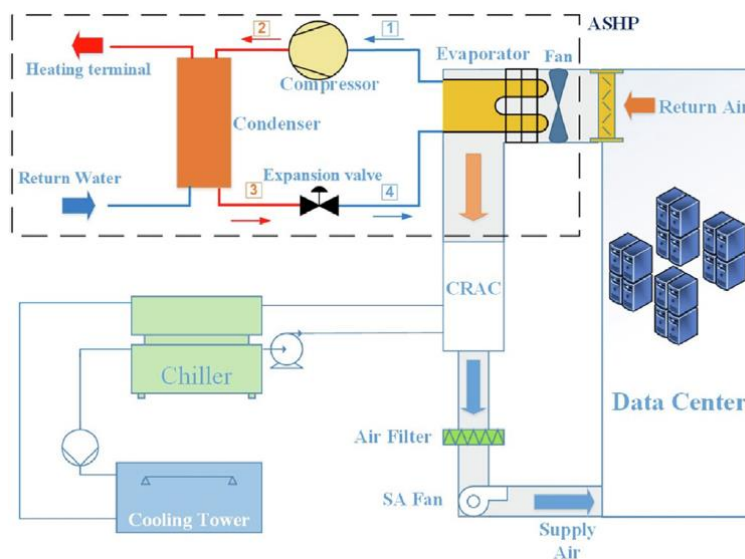 ASHP
2
1
Evaporator
Fan
Heating terminal
Compressor
Return Air
Condenser
Return Water
Expansion valve
3
4
CRAC
Chiller
Data Center
Air Filter
SA Fan
Cooling Tower
Supply
Air